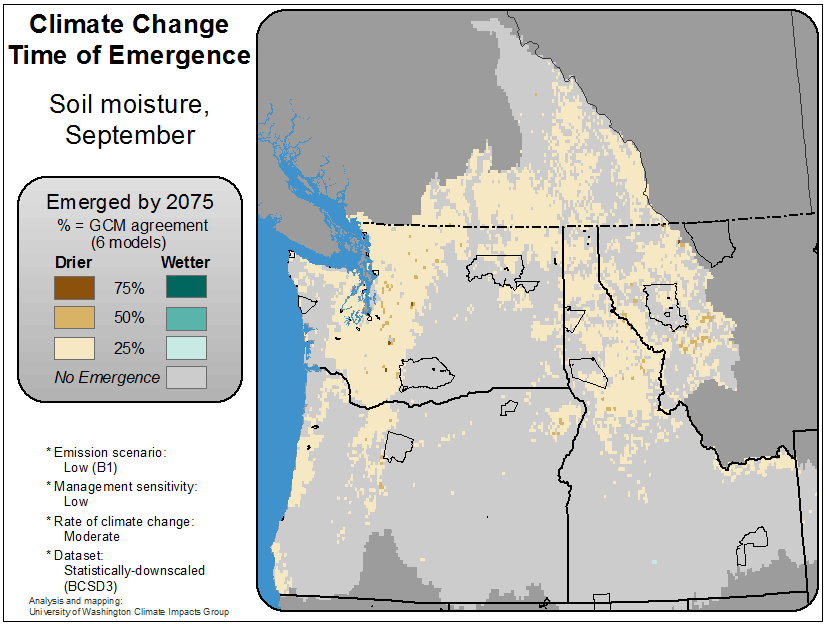 Climate Change
Time of Emergence
Soil moisture,
September
Emerged by 2075
% = GCM agreement
(6 models)
Drier Wetter
75%
50%
25%
No Emergence
* Emission scenario:
Low (B1)
* Management sensitivity:
Low
* Rate of climate change:
Moderate
* Dataset:
Statistically-downscaled
(BCSD3)
Analysis and mapping:
University of Washington Climate Impacts Group